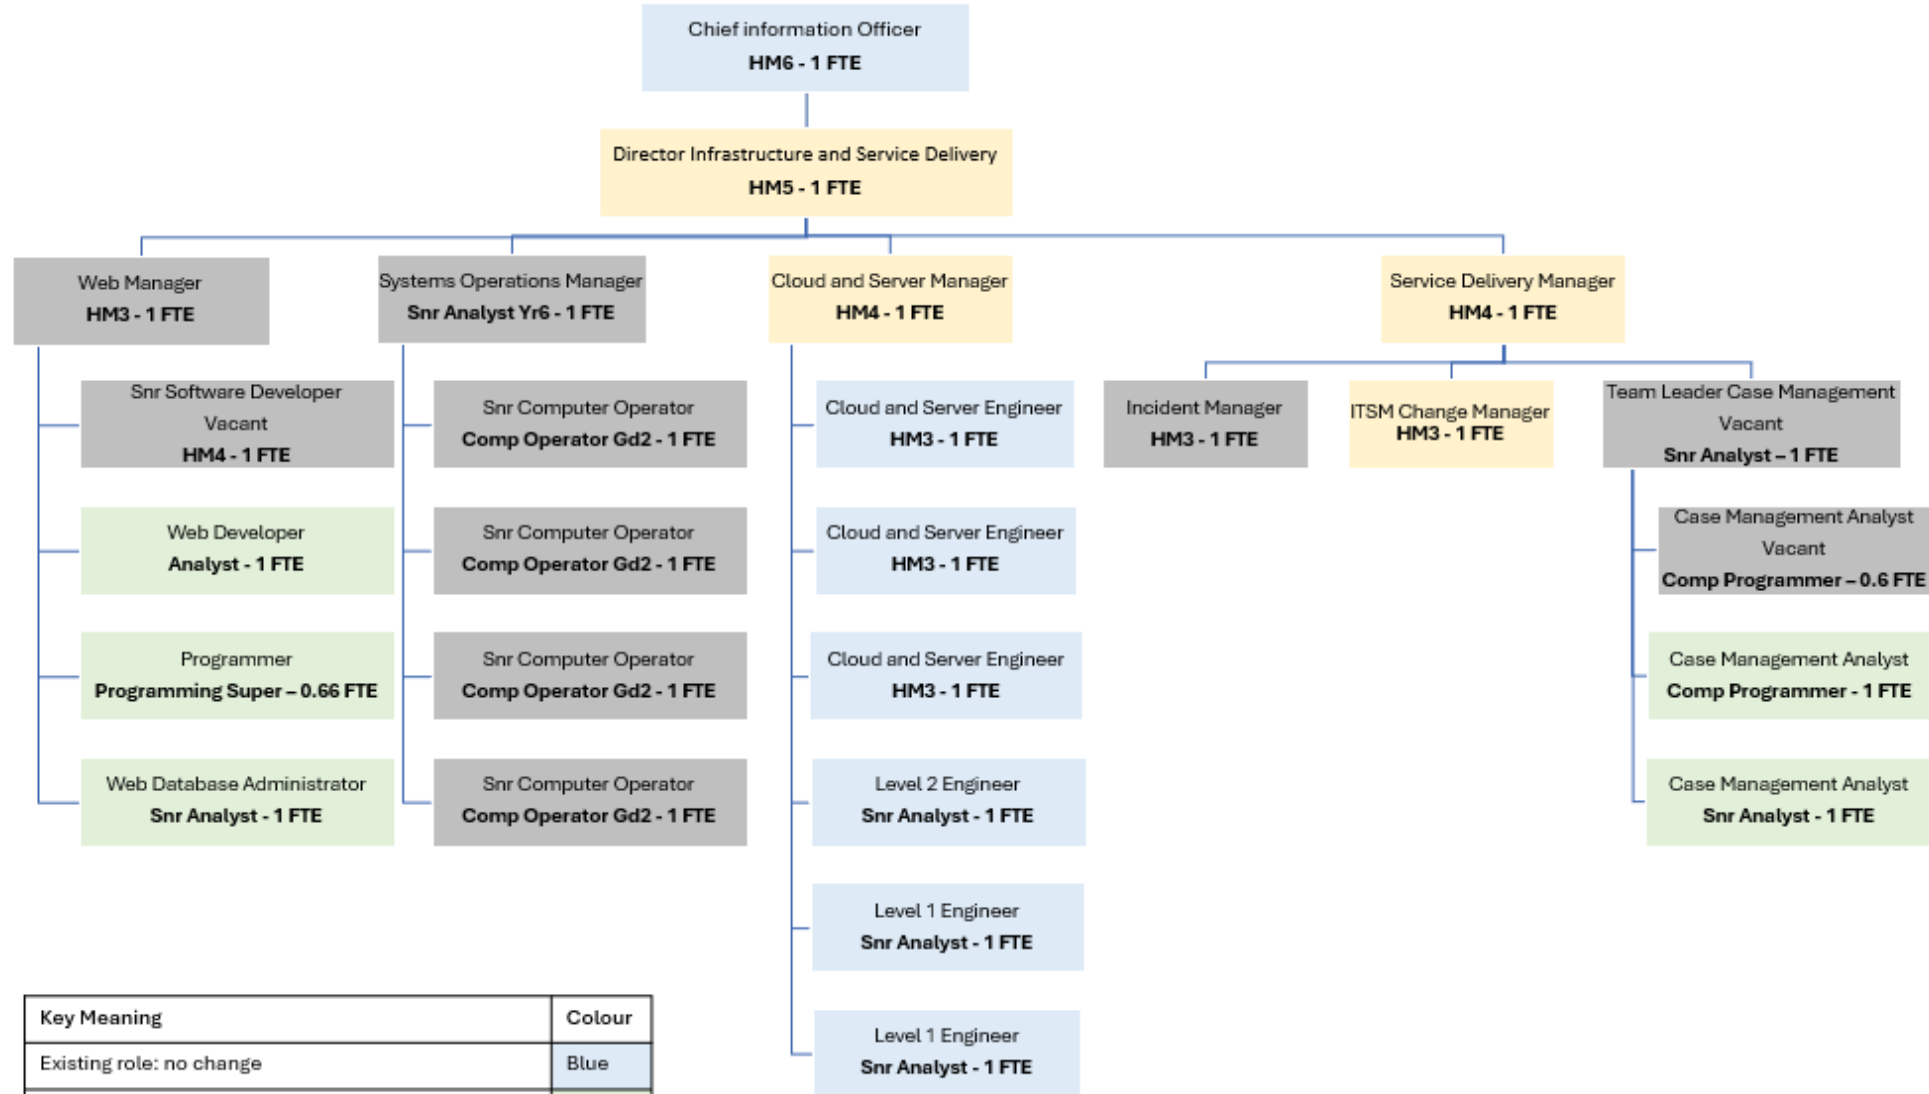 Chief information Officer
HM6 - 1 FTE
Director Infrastructure and Service Delivery
HM5 - 1 FTE
Web Manager
HM3 - 1 FTE
Systems Operations Manager
Snr Analyst Yr6 - 1 FTE
Cloud and Server Manager
HM4 - 1 FTE
Service Delivery Manager
HM4 - 1 FTE
Snr Software Developer
Vacant
HM4 - 1 FTE
Web Developer
Analyst - 1 FTE
Programmer
Programming Super – 0.66 FTE
Web Database Administrator
Snr Analyst - 1 FTE
Snr Computer Operator
Comp Operator Gd2 - 1 FTE
Snr Computer Operator
Comp Operator Gd2 - 1 FTE
Snr Computer Operator
Comp Operator Gd2 - 1 FTE
Snr Computer Operator
Comp Operator Gd2 - 1 FTE
Cloud and Server Engineer
HM3 - 1 FTE
Cloud and Server Engineer
HM3 - 1 FTE
Cloud and Server Engineer
HM3 - 1 FTE
Level 2 Engineer
Snr Analyst - 1 FTE
Level 1 Engineer
Snr Analyst - 1 FTE
Level 1 Engineer
Snr Analyst - 1 FTE
Incident Manager
HM3 - 1 FTE
ITSM Change Manager
HM3 - 1 FTE
Team Leader Case Management
Vacant
Snr Analyst – 1 FTE
Case Management Analyst
Vacant
Comp Programmer – 0.6 FTE
Case Management Analyst
Comp Programmer - 1 FTE
Case Management Analyst
Snr Analyst - 1 FTE
Key Meaning Colour
Existing role: no change Blue